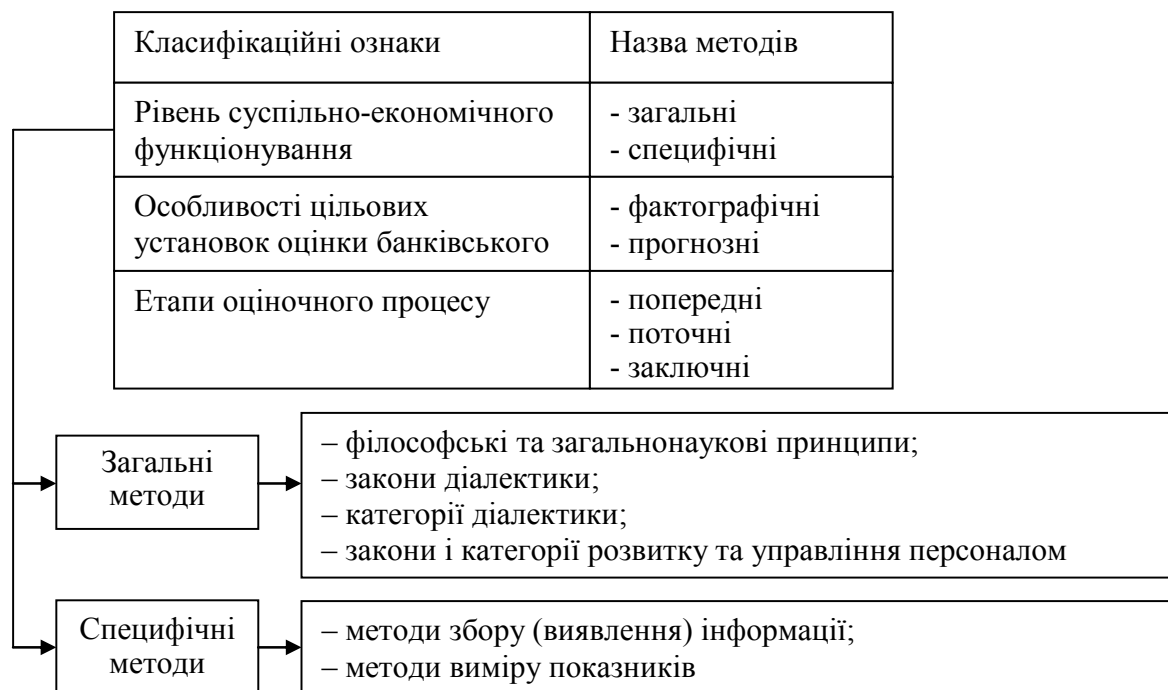 Класифікаційні ознаки
Назва методів
Рівень суспільно-економічного
функціонування
- загальні
- специфічні
Особливості цільових
установок оцінки банківського
- фактографічні
- прогнозні
Етапи оціночного процесу
- попередні
- поточні
- заключні
Загальні
методи
– філософські та загальнонаукові принципи;
– закони діалектики;
– категорії діалектики;
– закони і категорії розвитку та управління персоналом
Специфічні
методи
– методи збору (виявлення) інформації;
– методи виміру показників